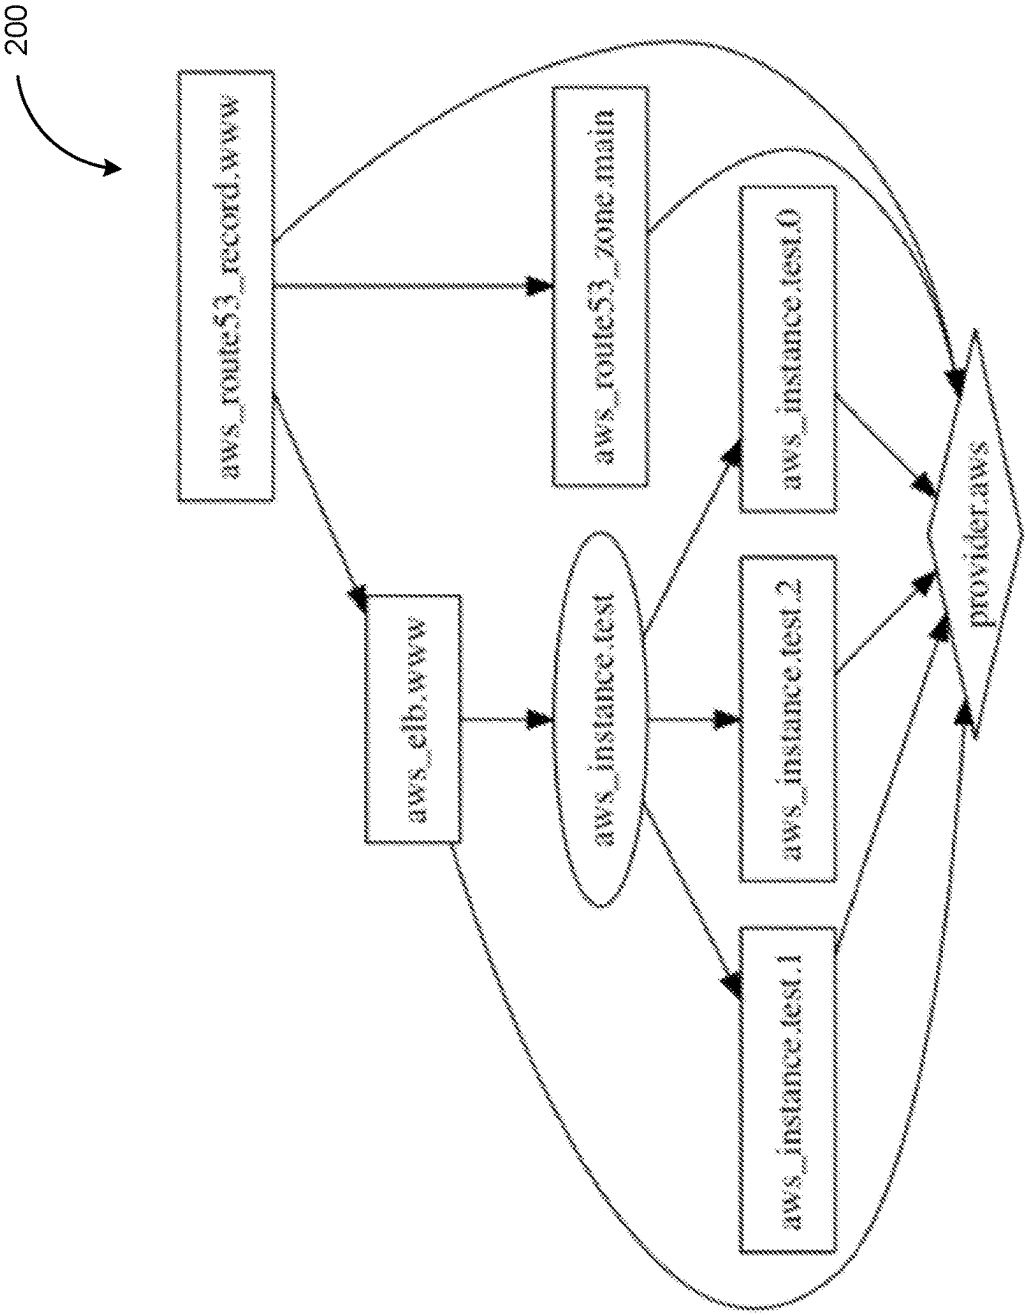 200
aws_route53_record.www
aws_route53_zone.main
aws_elb.www
aws_instance.test
aws_instance.test.0
aws_instance.test.2
aws_instance.test.1
provider.aws